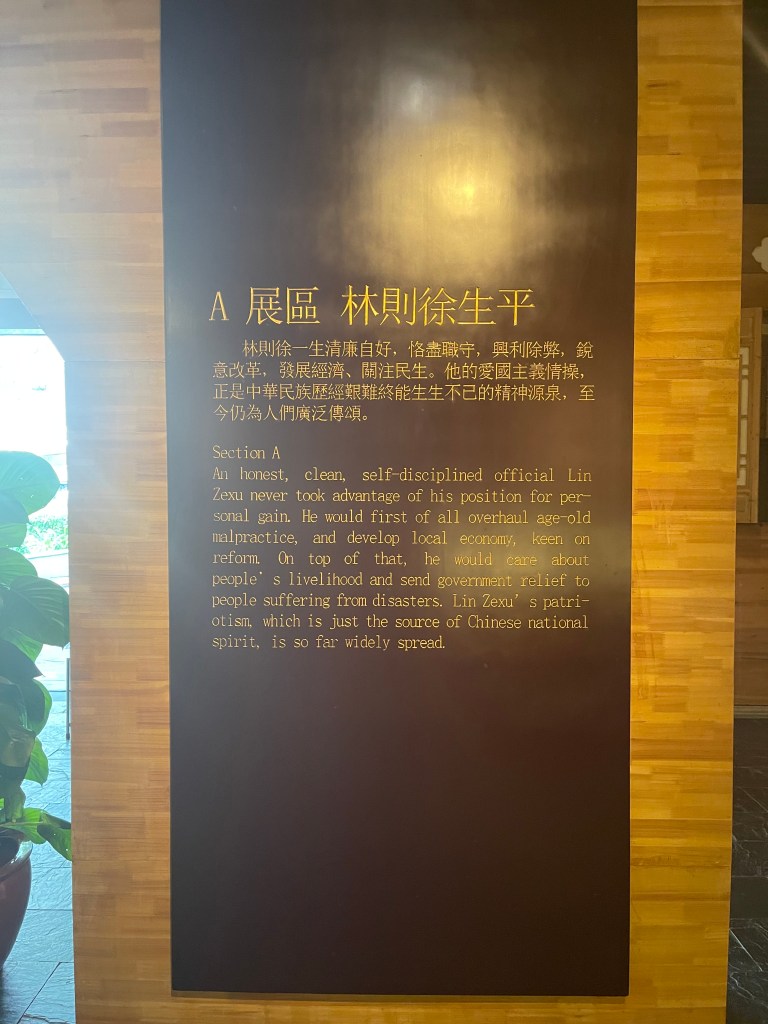 A 展區 林則徐生平
林則徐一生清廉自好，恪盡職守，興利除弊，銳
意改革，發展經濟、關注民生。他的愛國主義情操，
正是中華民族歷經艱難終能生生不已的精神源泉，至
今仍為人們廣泛傳頌。
Section A
An honest, clean, self-disciplined official Lin
Zexu never took advantage of his position for per-
sonal gain. He would first of all overhaul age-old
malpractice, and develop local economy, keen on
reform. On top of that, he would care about
people's livelihood and send government relief to
people suffering from disasters. Lin Zexu's patri-
otism, which is just the source of Chinese national
spirit, is so far widely spread.